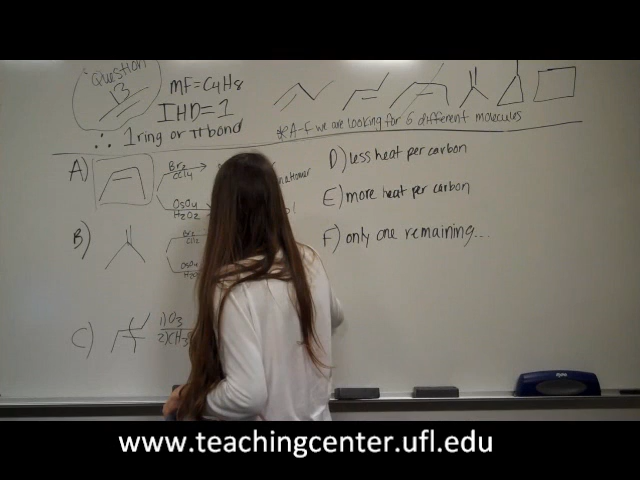 Question
13
MF=C4H8
IHD=1
∴ 1 ring or π bond
*A-F we are looking for 6 different molecules
A)
Br2
CCl4
OsO4
H2O2
B)
Br2
CCl4
OsO4
H2O2
C)
1) O3
2)
D) less heat per carbon
E) more heat per carbon
F) only one remaining...
www.teachingcenter.ufl.edu